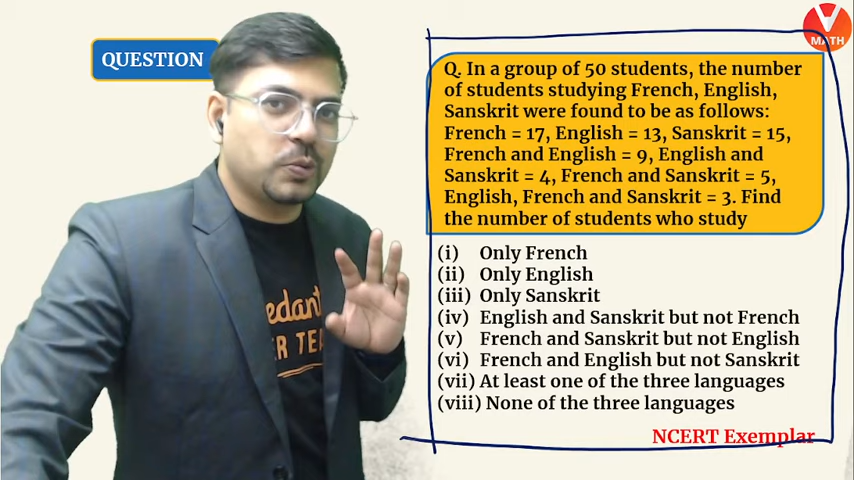 V
MATH
QUESTION
Q. In a group of 50 students, the number
of students studying French, English,
Sanskrit were found to be as follows:
French = 17, English = 13, Sanskrit = 15,
French and English = 9, English and
Sanskrit = 4, French and Sanskrit = 5,
English, French and Sanskrit = 3. Find
the number of students who study
(i) Only French
(ii) Only English
(iii) Only Sanskrit
(iv) English and Sanskrit but not French
(v) French and Sanskrit but not English
(vi) French and English but not Sanskrit
(vii) At least one of the three languages
(viii) None of the three languages
NCERT Exemplar
edant
ER TEA